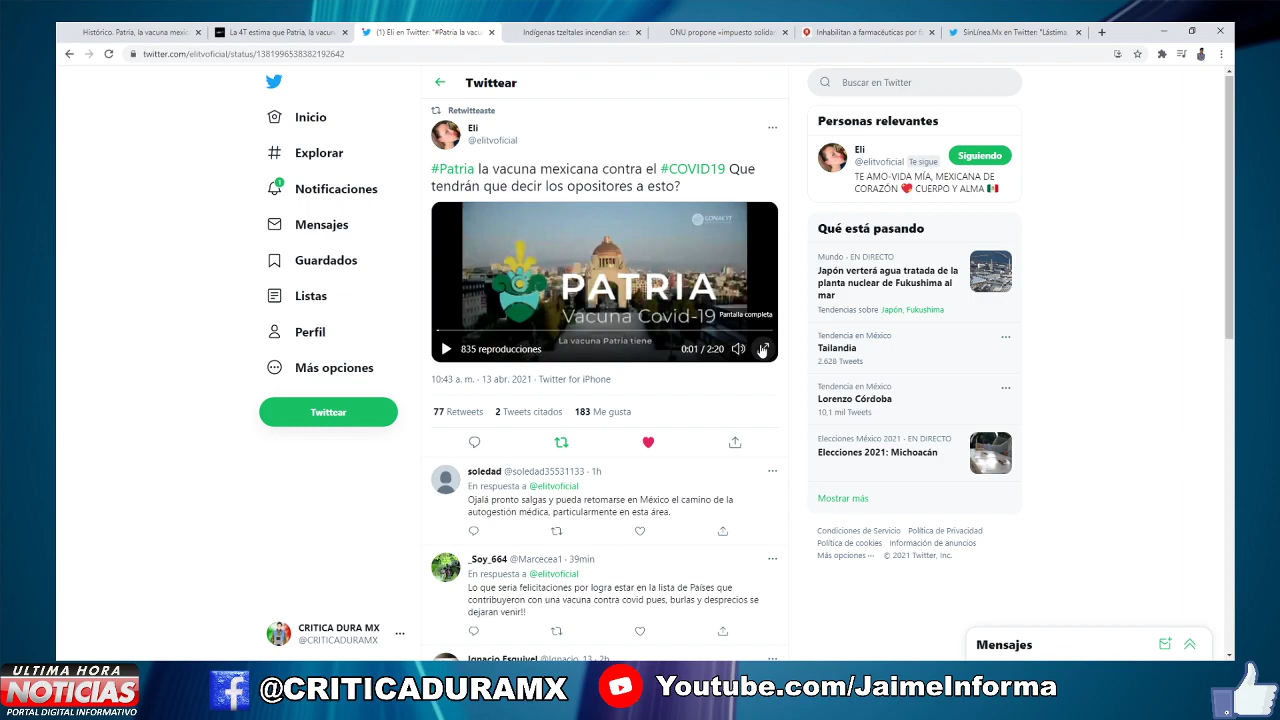 Histórico. Patria, la vacuna mexic
La 4T estima que Patria, la vacun
(1) Eli en Twitter: "#Patria la vacu
Indígenas tzeltales incendian se
ONU propone «impuesto solidar
Inhabilitan a farmacéuticas por f
SinLínea.Mx en Twitter: "Lástima,
twitter.com/elitvoficial/status/1381996538382192642
Inicio
Explorar
1
Notificaciones
Mensajes
Guardados
Listas
Perfil
Más opciones
Twittear
CRITICA DURA MX
@CRITICADURAMX
Twittear
Retwitteaste
Eli
@elitvoficial
#Patria la vacuna mexicana contra el #COVID19 Que
tendrán que decir los opositores a esto?
CONACYT
PATRIA
Vacuna Covid-19
Pantalla completa
La vacuna Patria tiene
835 reproducciones
0:01 / 2:20
10:43 a. m. · 13 abr. 2021 · Twitter for iPhone
77 Retweets 2 Tweets citados 183 Me gusta
soledad @soledad35531133 · 1h
En respuesta a @elitvoficial
Ojalá pronto salgas y pueda retomarse en México el camino de la
autogestión médica, particularmente en esta área.
_Soy_664 @Marcecea1 · 39min
En respuesta a @elitvoficial
Lo que seria felicitaciones por logra estar en la lista de Países que
contribuyeron con una vacuna contra covid pues, burlas y desprecios se
dejaran venir!!
Ignacio Esquivel @Ignacio_13 · 2h
Buscar en Twitter
Personas relevantes
Eli
@elitvoficial Te sigue
Siguiendo
TE AMO-VIDA MÍA, MEXICANA DE
CORAZÓN ❤️ CUERPO Y ALMA 🇲🇽
Qué está pasando
Mundo · EN DIRECTO
Japón verterá agua tratada de la
planta nuclear de Fukushima al
mar
Tendencias sobre Japón, Fukushima
Tendencia en México
Tailandia
2.628 Tweets
Tendencia en México
Lorenzo Córdoba
10,1 mil Tweets
Elecciones México 2021 · EN DIRECTO
Elecciones 2021: Michoacán
Mostrar más
Condiciones de Servicio Política de Privacidad
Política de cookies Información de anuncios
Más opciones ··· © 2021 Twitter, Inc.
Mensajes
ULTIMA HORA
NOTICIAS
PORTAL DIGITAL INFORMATIVO
@CRITICADURAMX
Youtube.com/JaimeInforma